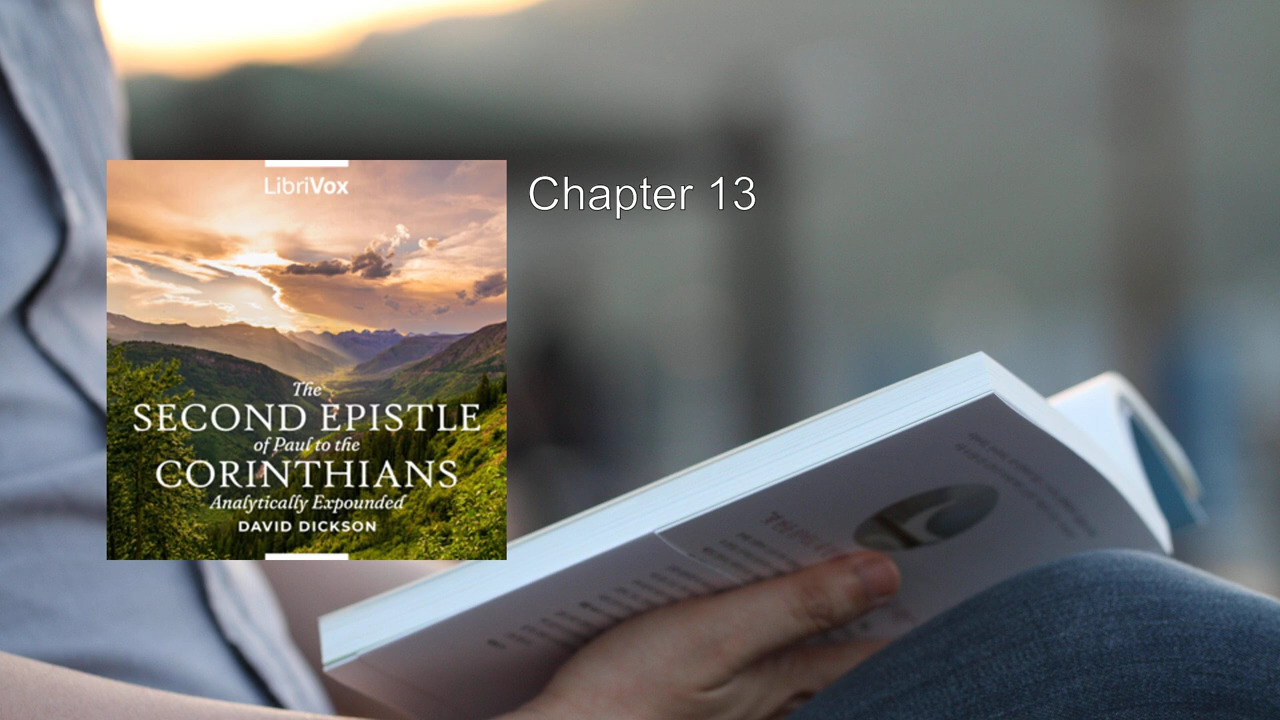 LibriVox
The
SECOND EPISTLE
of Paul to the
CORINTHIANS
Analytically Expounded
DAVID DICKSON
Chapter 13